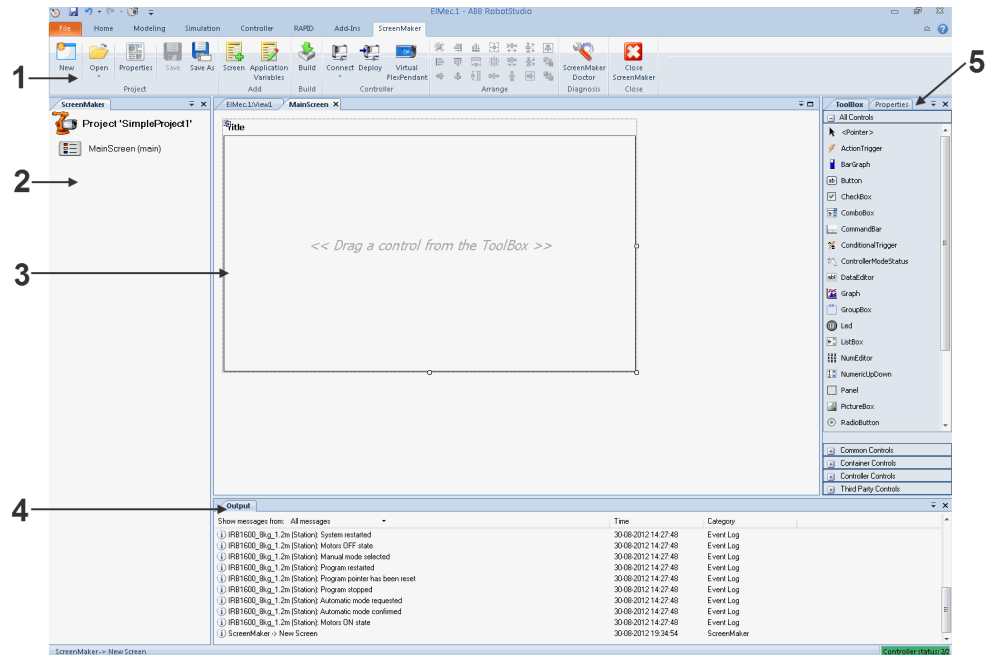 ElMec.1 - ABB RobotStudio
File Home Modeling Simulation Controller RAPID Add-Ins ScreenMaker
New Open Properties Save Save As Screen Application Variables Build Connect Deploy Virtual FlexPendant ScreenMaker Doctor Close ScreenMaker
Project Add Build Controller Arrange Diagnosis Close
1
5
ScreenMaker
ElMec.1:View1 MainScreen
ToolBox Properties
Project 'SimpleProject1'
MainScreen (main)
2
Title
<< Drag a control from the ToolBox >>
3
All Controls
<Pointer>
ActionTrigger
BarGraph
Button
CheckBox
ComboBox
CommandBar
ConditionalTrigger
ControllerModeStatus
DataEditor
Graph
GroupBox
Led
ListBox
NumEditor
NumericUpDown
Panel
PictureBox
RadioButton
Common Controls
Container Controls
Controller Controls
Third Party Controls
4
Output
Show messages from: All messages Time Category
IRB1600_8kg_1.2m (Station): System restarted 30-08-2012 14:27:48 Event Log
IRB1600_8kg_1.2m (Station): Motors OFF state 30-08-2012 14:27:48 Event Log
IRB1600_8kg_1.2m (Station): Manual mode selected 30-08-2012 14:27:48 Event Log
IRB1600_8kg_1.2m (Station): Program restarted 30-08-2012 14:27:48 Event Log
IRB1600_8kg_1.2m (Station): Program pointer has been reset 30-08-2012 14:27:48 Event Log
IRB1600_8kg_1.2m (Station): Program stopped 30-08-2012 14:27:48 Event Log
IRB1600_8kg_1.2m (Station): Automatic mode requested 30-08-2012 14:27:48 Event Log
IRB1600_8kg_1.2m (Station): Automatic mode confirmed 30-08-2012 14:27:48 Event Log
IRB1600_8kg_1.2m (Station): Motors ON state 30-08-2012 14:27:48 Event Log
ScreenMaker -> New Screen 30-08-2012 19:34:54 ScreenMaker
ScreenMaker-> New Screen
Controller status: 2/2